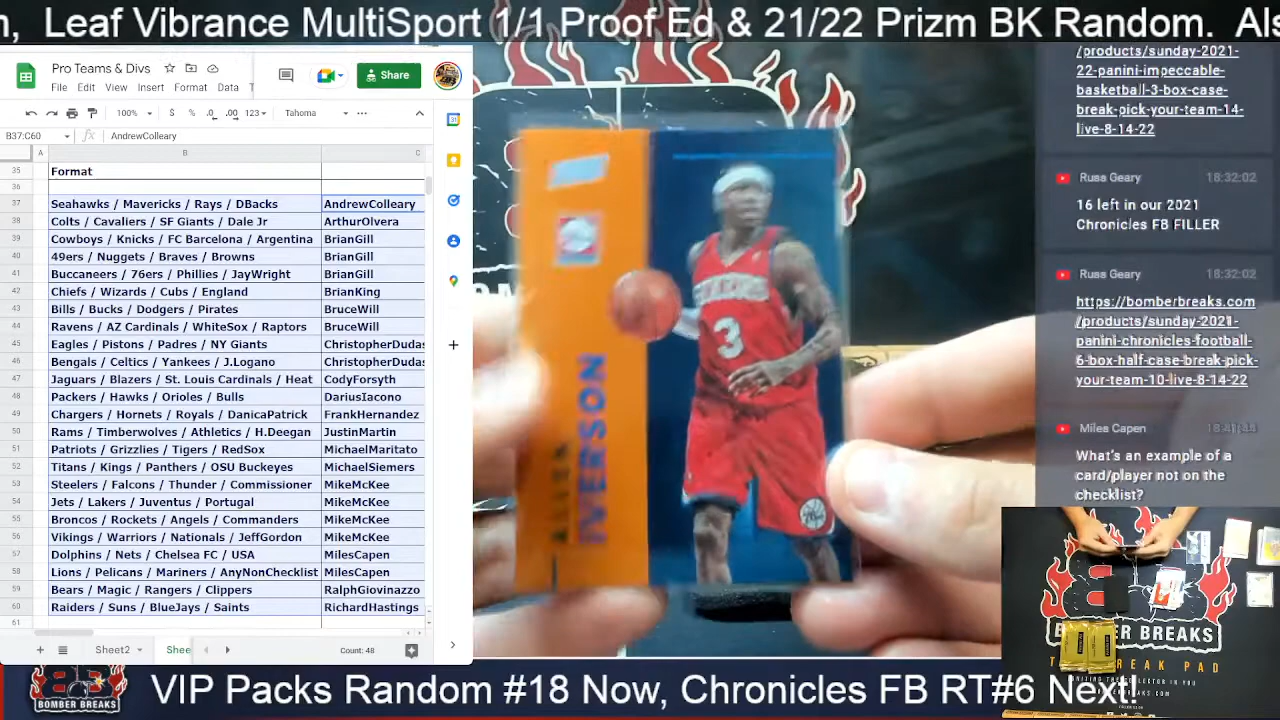 n, Leaf Vibrance MultiSport 1/1 Proof Ed & 21/22 Prizm BK Random. Als
Pro Teams & Divs
Share
File Edit View Insert Format Data
100% $ % .0 .00 123 Tahoma
B37:C60 fx AndrewColleary
A B C
35 Format
36
37 Seahawks / Mavericks / Rays / DBacks AndrewColleary
38 Colts / Cavaliers / SF Giants / Dale Jr ArthurOlvera
39 Cowboys / Knicks / FC Barcelona / Argentina BrianGill
40 49ers / Nuggets / Braves / Browns BrianGill
41 Buccaneers / 76ers / Phillies / JayWright BrianGill
42 Chiefs / Wizards / Cubs / England BrianKing
43 Bills / Bucks / Dodgers / Pirates BruceWill
44 Ravens / AZ Cardinals / WhiteSox / Raptors BruceWill
45 Eagles / Pistons / Padres / NY Giants ChristopherDudas
46 Bengals / Celtics / Yankees / J.Logano ChristopherDudas
47 Jaguars / Blazers / St. Louis Cardinals / Heat CodyForsyth
48 Packers / Hawks / Orioles / Bulls DariusIacono
49 Chargers / Hornets / Royals / DanicaPatrick FrankHernandez
50 Rams / Timberwolves / Athletics / H.Deegan JustinMartin
51 Patriots / Grizzlies / Tigers / RedSox MichaelMaritato
52 Titans / Kings / Panthers / OSU Buckeyes MichaelSiemers
53 Steelers / Falcons / Thunder / Commissioner MikeMcKee
54 Jets / Lakers / Juventus / Portugal MikeMcKee
55 Broncos / Rockets / Angels / Commanders MikeMcKee
56 Vikings / Warriors / Nationals / JeffGordon MikeMcKee
57 Dolphins / Nets / Chelsea FC / USA MilesCapen
58 Lions / Pelicans / Mariners / AnyNonChecklist MilesCapen
59 Bears / Magic / Rangers / Clippers RalphGiovinazzo
60 Raiders / Suns / BlueJays / Saints RichardHastings
61
Sheet2 Shee Count: 48
ALLEN
IVERSON
3
/products/sunday-2021-
22-panini-impeccable-
basketball-3-box-case-
break-pick-your-team-14-
live-8-14-22
Russ Geary 18:32:02
16 left in our 2021
Chronicles FB FILLER
Russ Geary 18:32:02
https://bomberbreaks.com
/products/sunday-2021-
panini-chronicles-football-
6-box-half-case-break-pick-
your-team-10-live-8-14-22
Miles Capen 18:41:44
What's an example of a
card/player not on the
checklist?
BOMBER BREAKS
BOMBER BREAKS
VIP Packs Random #18 Now, Chronicles FB RT#6 Next!